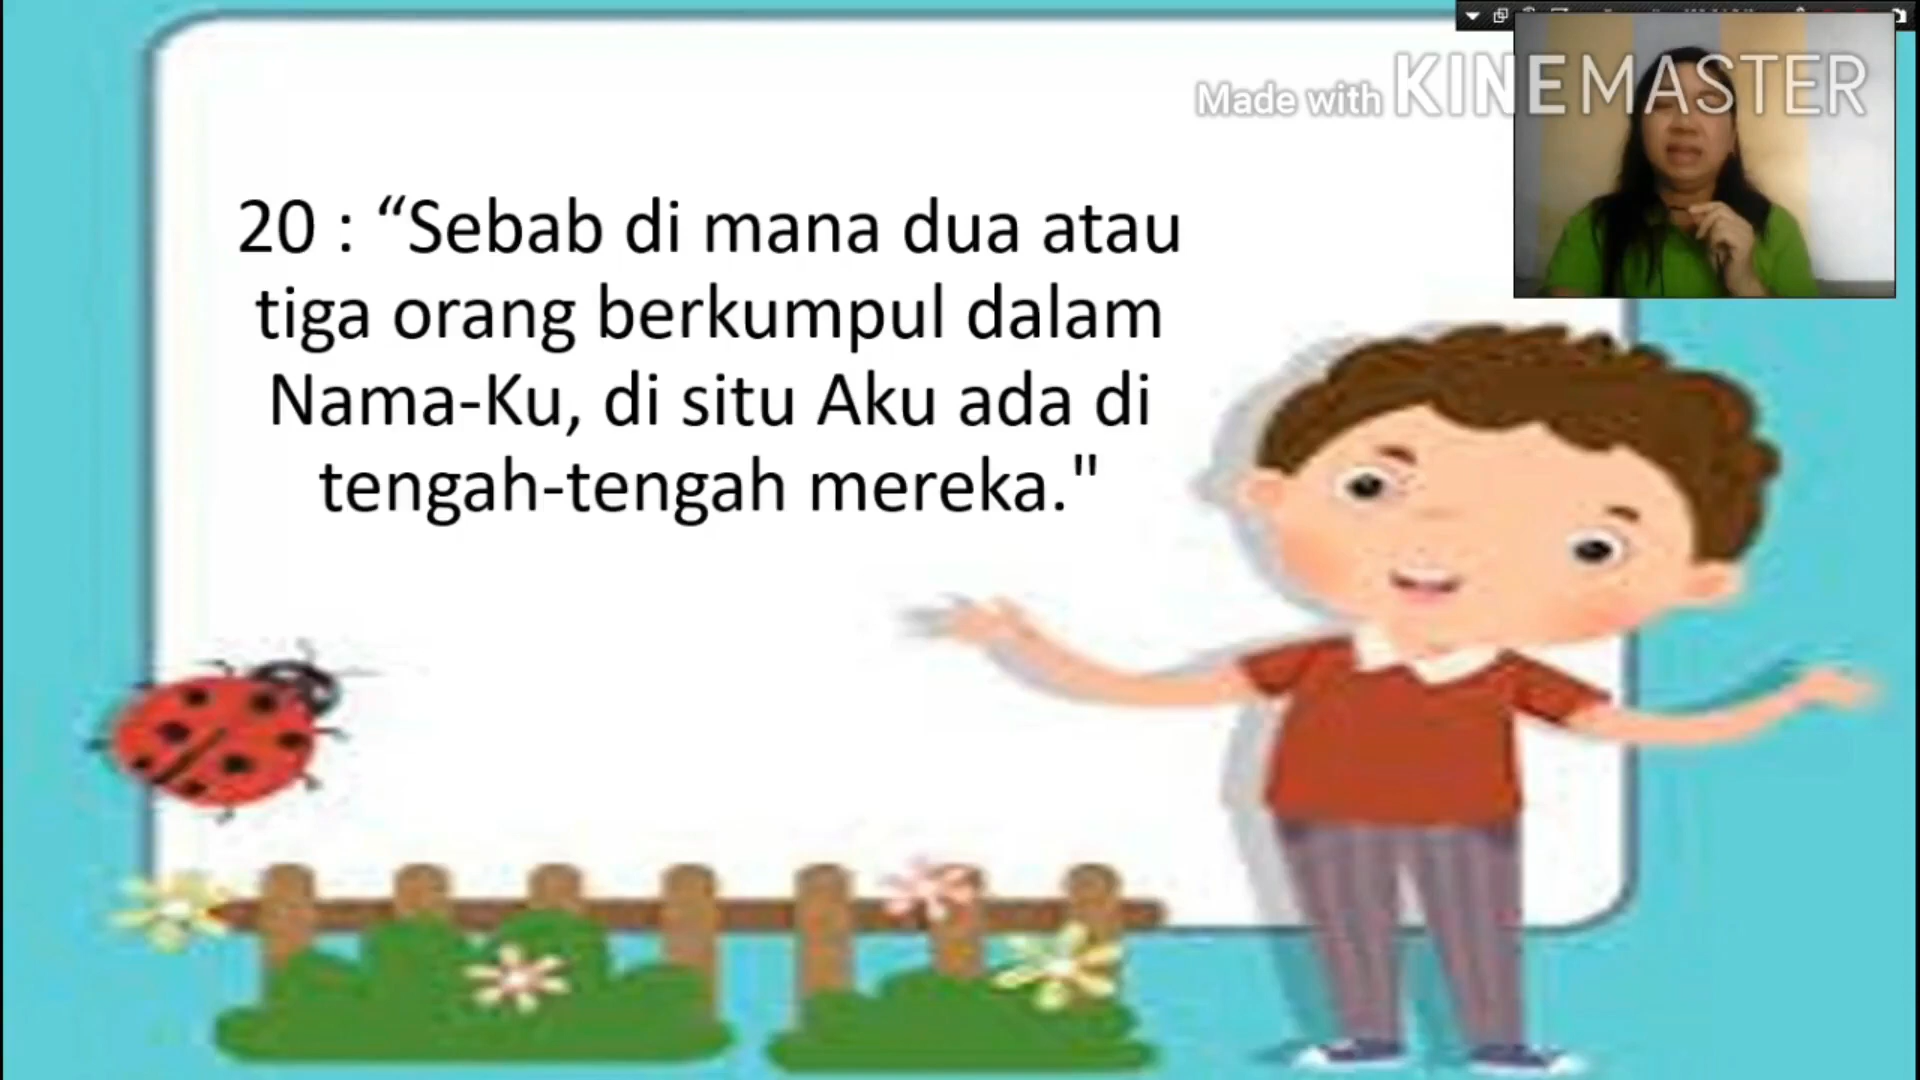 Made with KINEMASTER
20 : “Sebab di mana dua atau
tiga orang berkumpul dalam
Nama-Ku, di situ Aku ada di
tengah-tengah mereka."